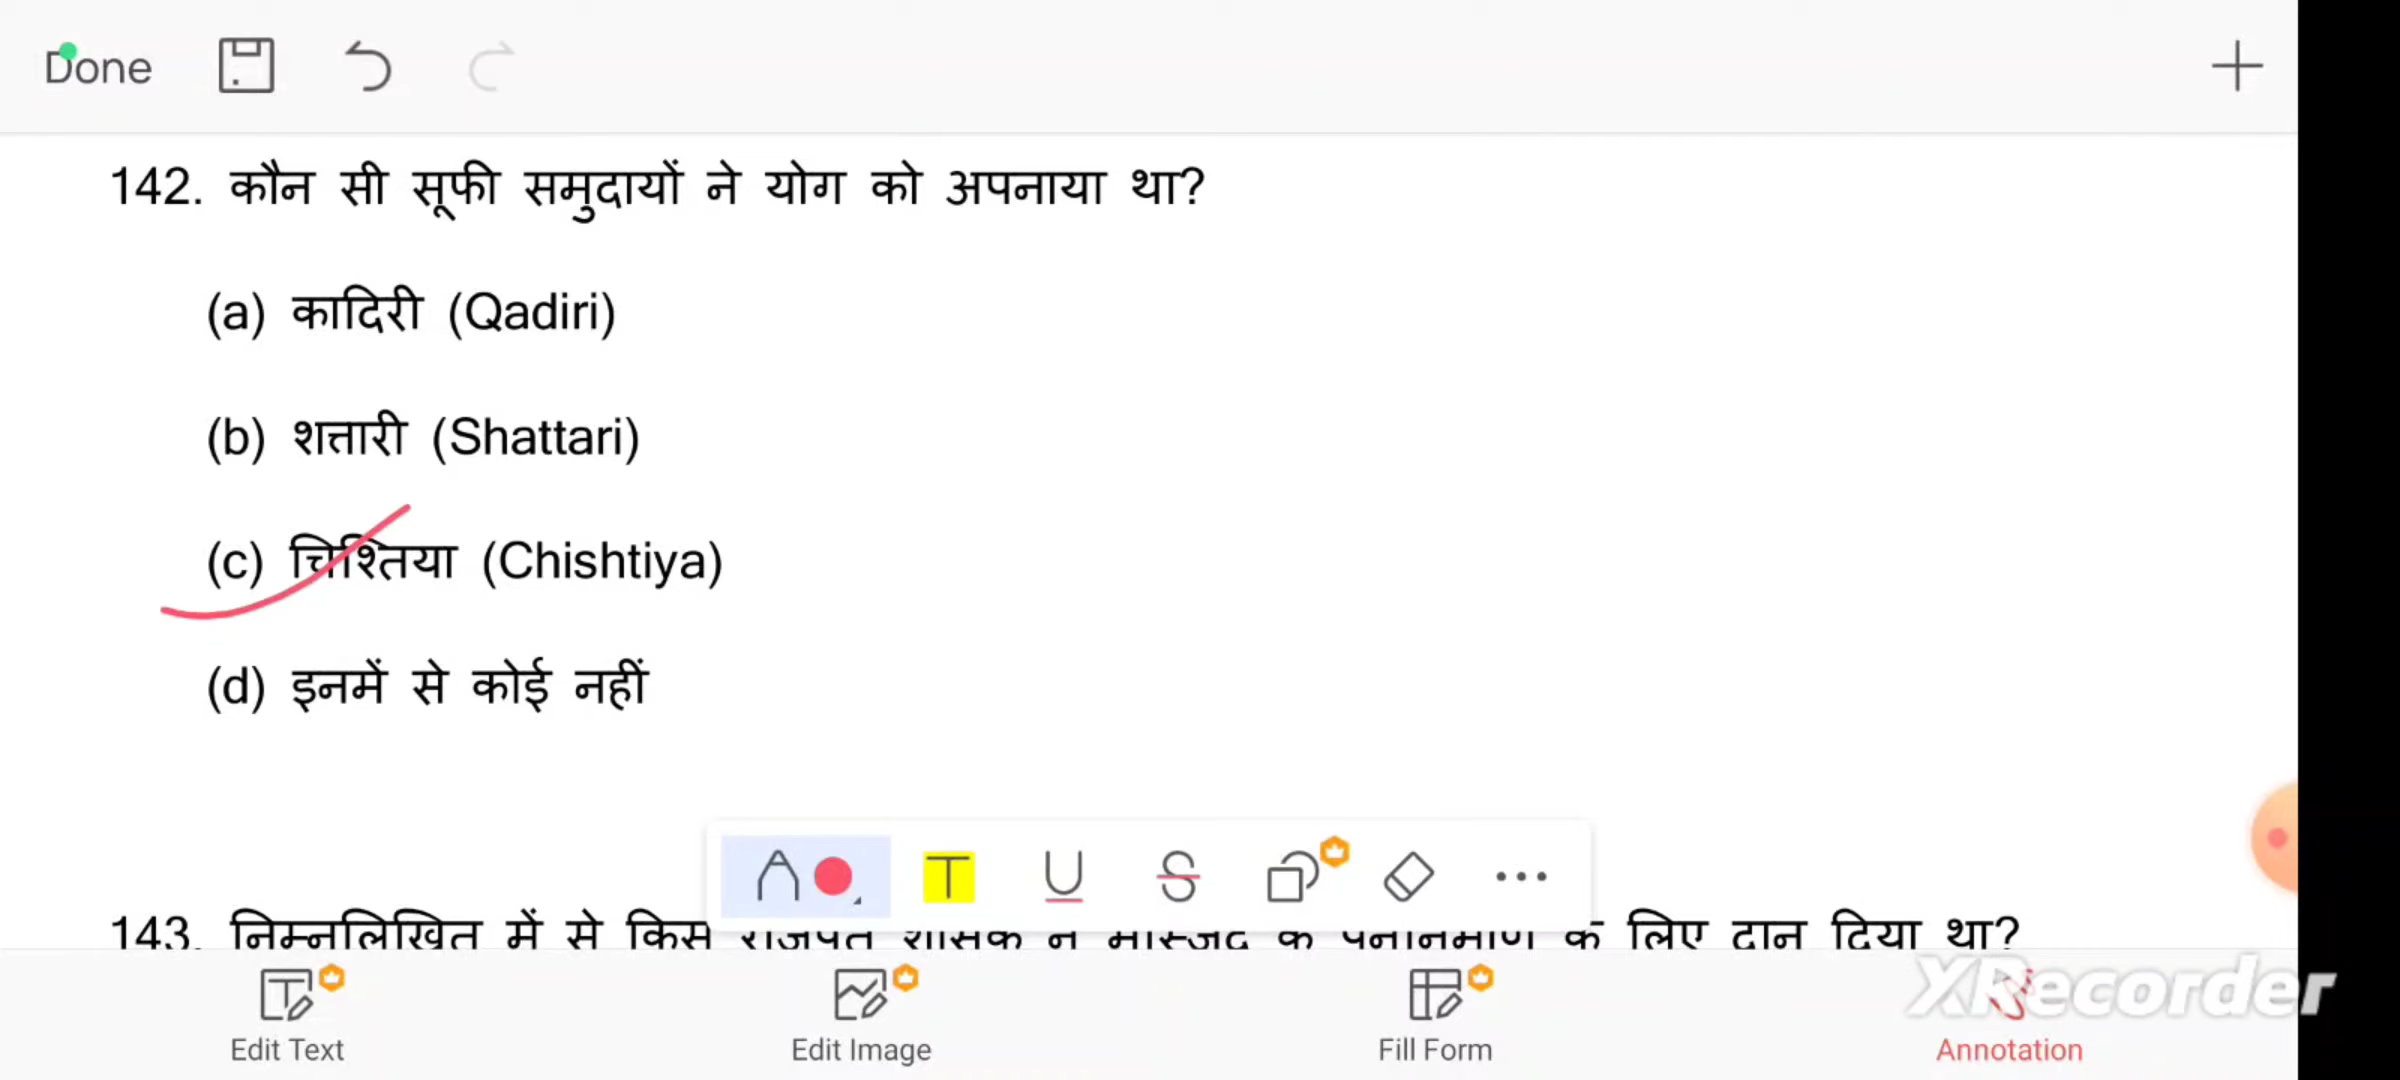 Done
142. कौन सी सूफी समुदायों ने योग को अपनाया था?
(a) कादिरी (Qadiri)
(b) शत्तारी (Shattari)
(c) चिश्तिया (Chishtiya)
(d) इनमें से कोई नहीं
143. निम्नलिखित में से किस के लिए दान दिया था?
XRecorder
Edit Text
Edit Image
Fill Form
Annotation